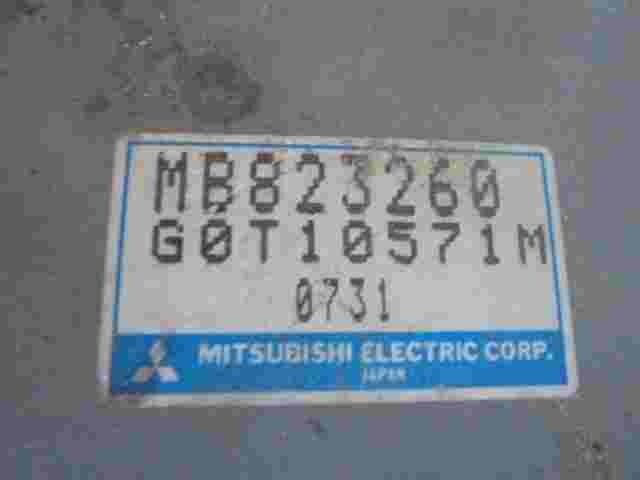 MB823260
G0T10571M
0731
MITSUBISHI ELECTRIC CORP.
JAPAN